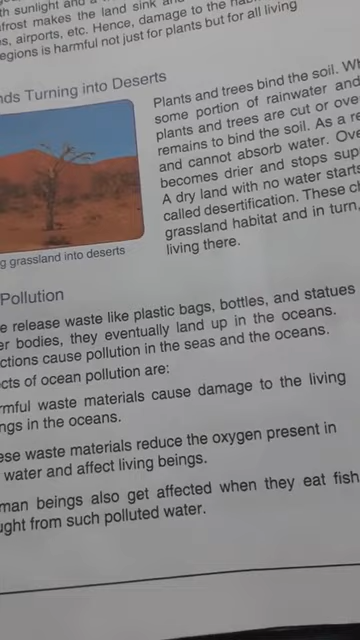 th sunlight and a
frost makes the land sink and
s, airports, etc. Hence, damage to the
egions is harmful not just for plants but for all living
nds Turning into Deserts
Plants and trees bind the soil. Wh
some portion of rainwater and
plants and trees are cut or ove
remains to bind the soil. As a re
and cannot absorb water. Ove
becomes drier and stops sup
A dry land with no water starts
called desertification. These ch
grassland habitat and in turn,
living there.
g grassland into deserts
Pollution
e release waste like plastic bags, bottles, and statues
er bodies, they eventually land up in the oceans.
ctions cause pollution in the seas and the oceans.
cts of ocean pollution are:
rmful waste materials cause damage to the living
ngs in the oceans.
ese waste materials reduce the oxygen present in
water and affect living beings.
man beings also get affected when they eat fish
ught from such polluted water.